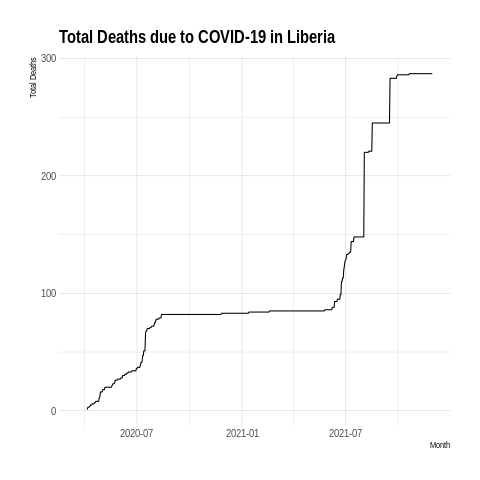 Total Deaths due to COVID-19 in Liberia
Total Deaths
300
200
100
0
2020-07
2021-01
2021-07
Month